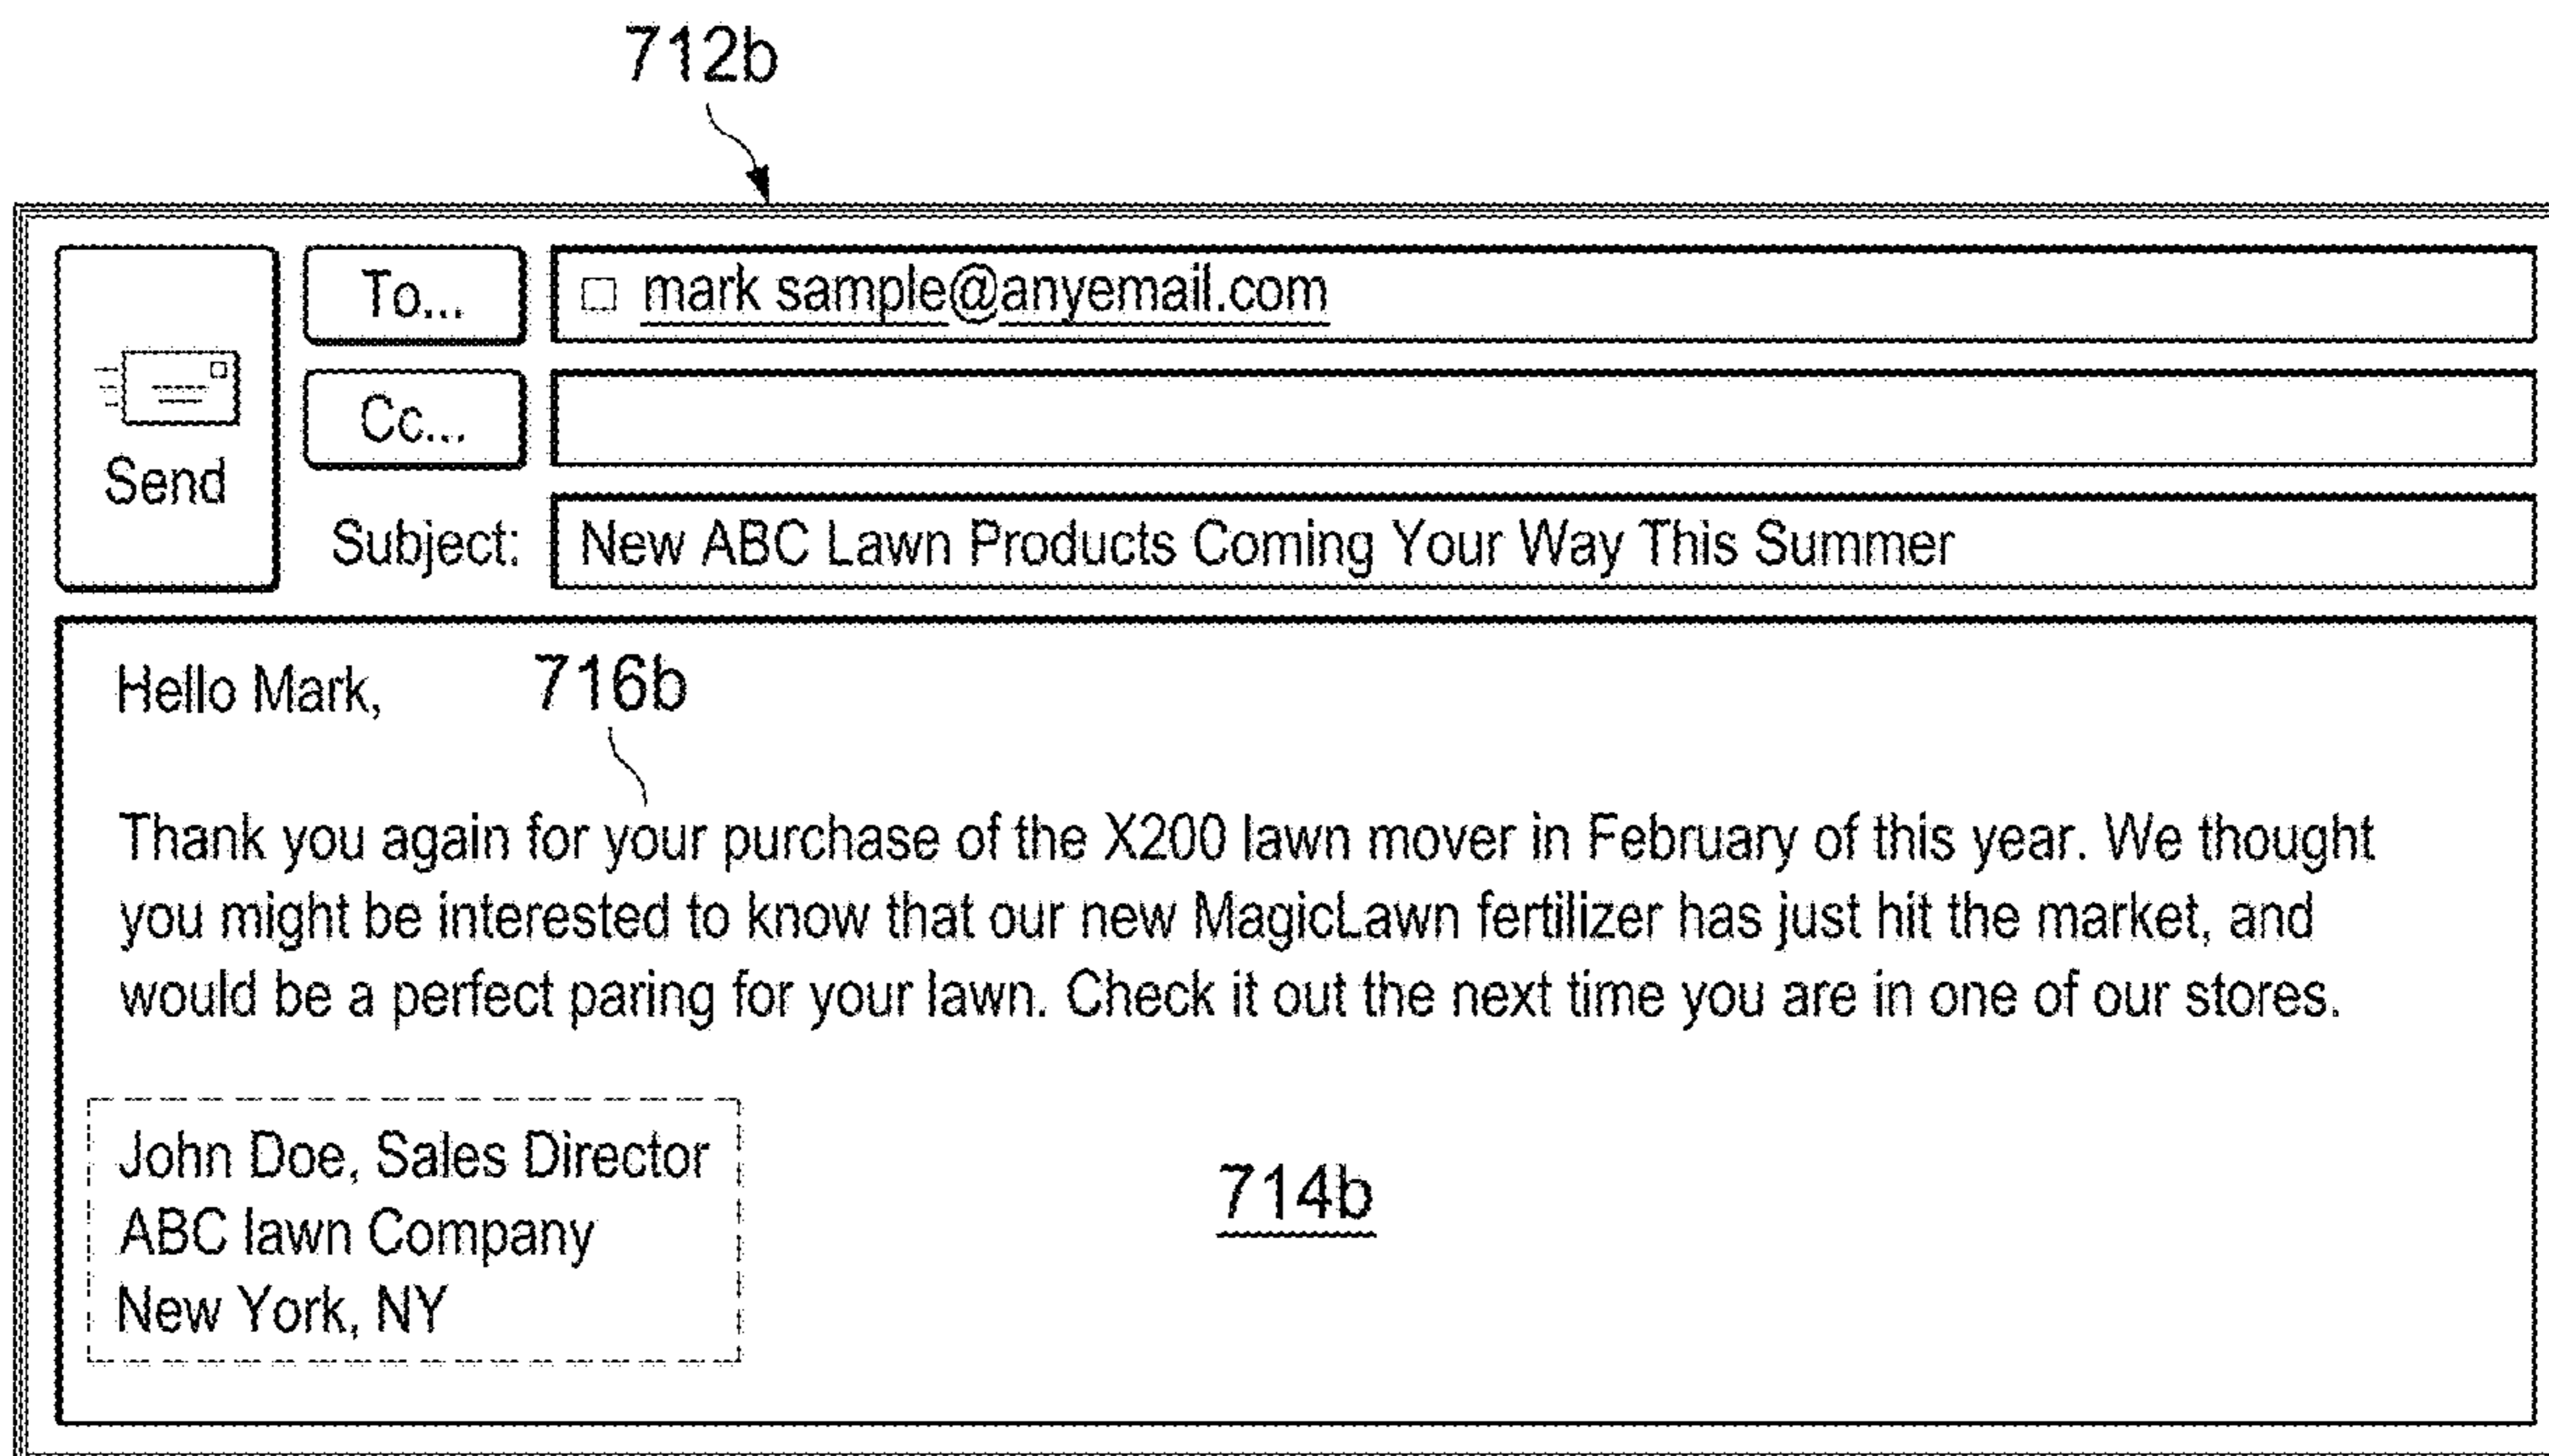 712b
To...
mark sample@anyemail.com
Cc...
Send
Subject:
New ABC Lawn Products Coming Your Way This Summer
Hello Mark,
716b
Thank you again for your purchase of the X200 lawn mover in February of this year. We thought
you might be interested to know that our new MagicLawn fertilizer has just hit the market, and
would be a perfect paring for your lawn. Check it out the next time you are in one of our stores.
John Doe, Sales Director
ABC lawn Company
New York, NY
714b